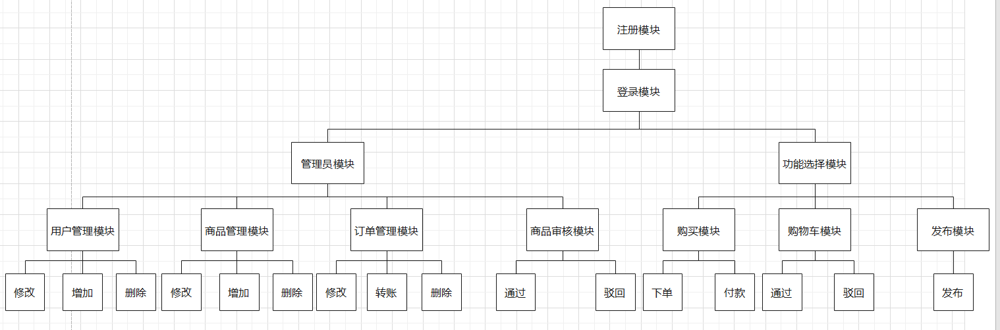 注册模块
登录模块
管理员模块
功能选择模块
用户管理模块
商品管理模块
订单管理模块
商品审核模块
购买模块
购物车模块
发布模块
修改
增加
删除
修改
增加
删除
修改
转账
删除
通过
驳回
下单
付款
通过
驳回
发布